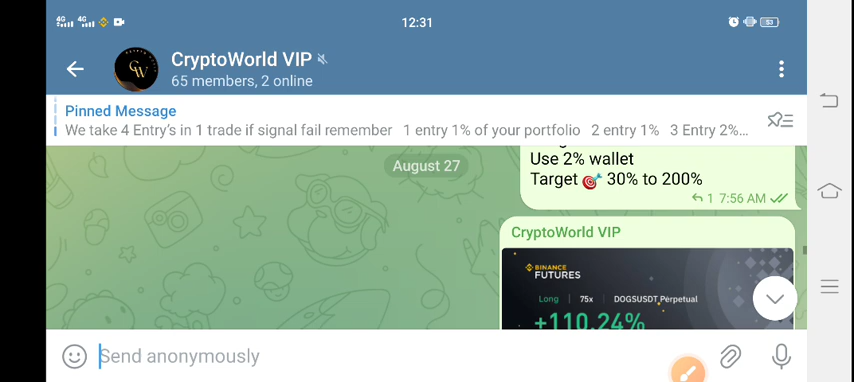 4G 4G 12:31 53
CryptoWorld VIP
65 members, 2 online
Pinned Message
We take 4 Entry's in 1 trade if signal fail remember 1 entry 1% of your portfolio 2 entry 1% 3 Entry 2%...
August 27
Use 2% wallet
Target 🎯 30% to 200%
1 7:56 AM
CryptoWorld VIP
BINANCE
FUTURES
Long | 75x | DOGSUSDT Perpetual
+110.24%
Send anonymously